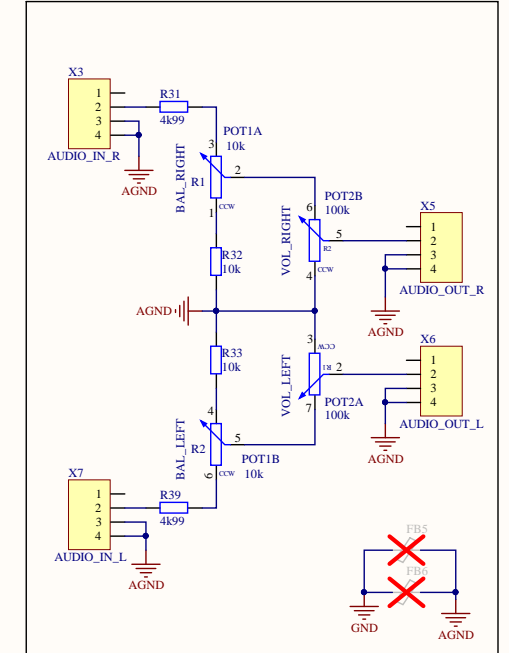 X3
1
2
3
4
AUDIO_IN_R
R31
4k99
AGND
POT1A
10k
3
BAL_RIGHT
R1
2
1
CCW
POT2B
100k
6
VOL_RIGHT
R2
5
4
CCW
X5
1
2
3
4
AUDIO_OUT_R
AGND
R32
10k
AGND
R33
10k
3
CCW
VOL_LEFT
R1
2
7
POT2A
100k
X6
1
2
3
4
AUDIO_OUT_L
AGND
4
BAL_LEFT
R2
5
6
CCW
POT1B
10k
X7
1
2
3
4
AUDIO_IN_L
R39
4k99
AGND
FB5
FB6
GND
AGND